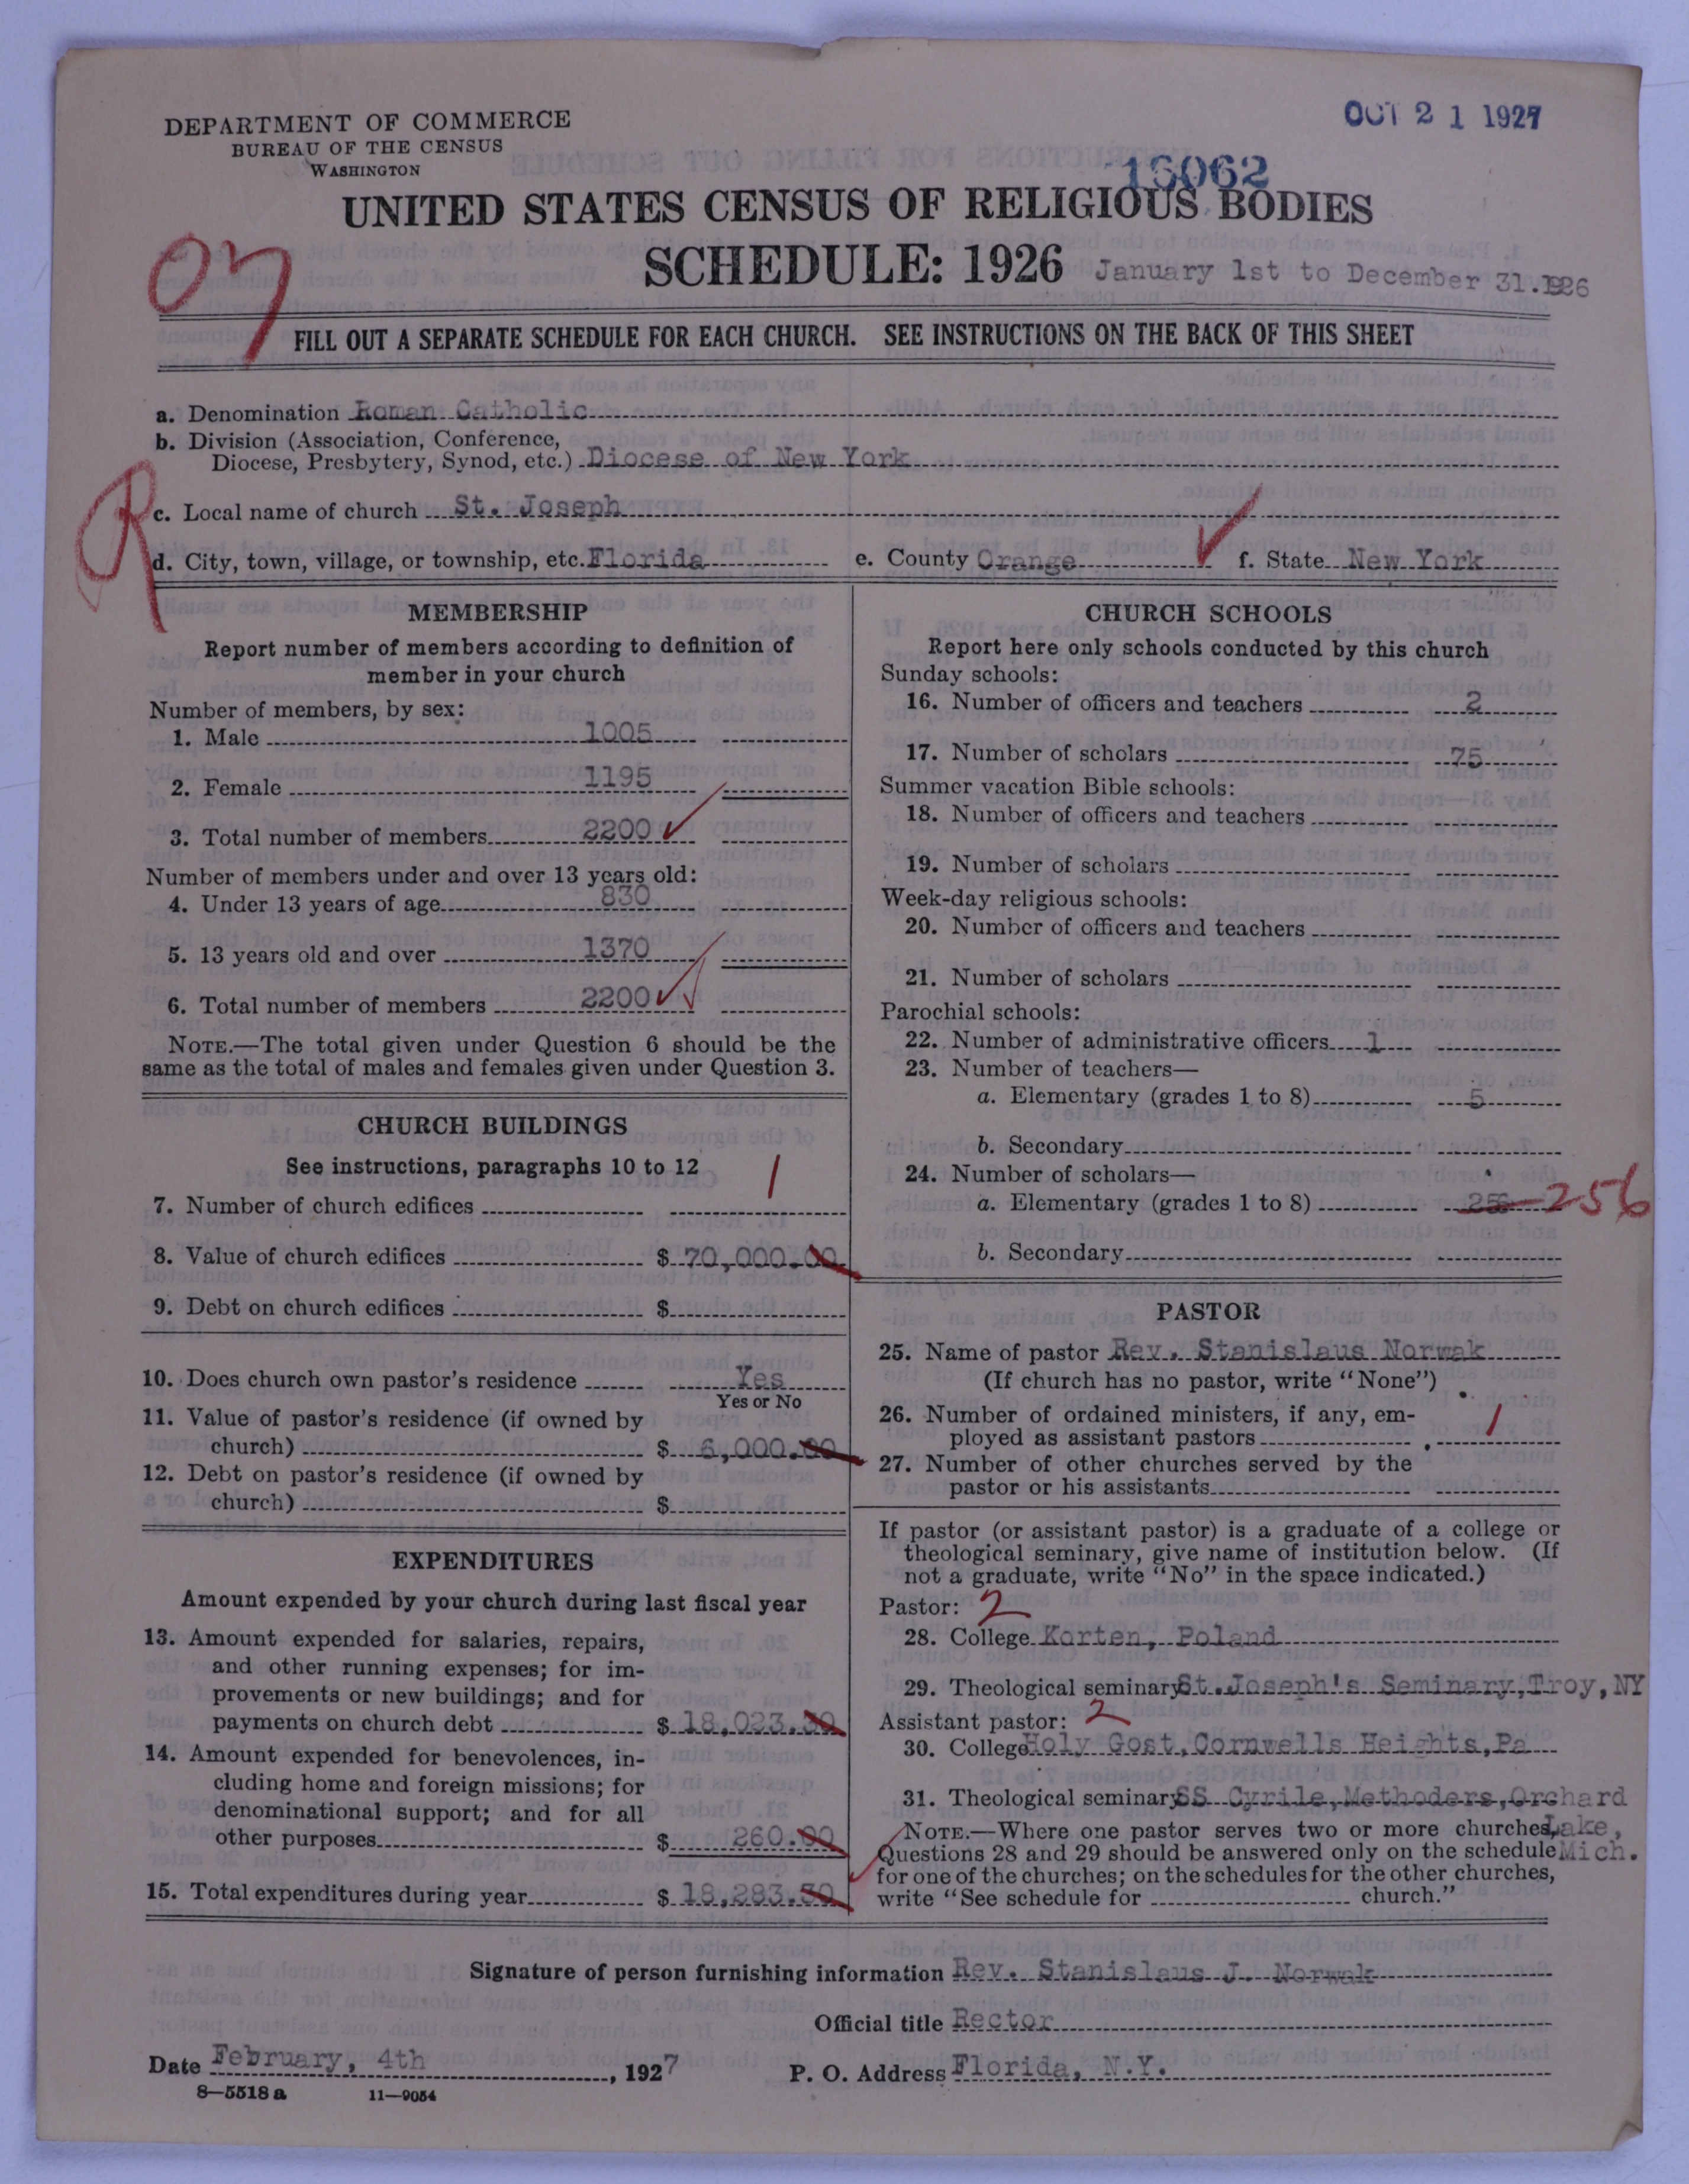 DEPARTMENT OF COMMERCE
BUREAU OF THE CENSUS
WASHINGTON
OCT 21 1927
16062
UNITED STATES CENSUS OF RELIGIOUS BODIES
SCHEDULE: 1926 January 1st to December 31.1926
FILL OUT A SEPARATE SCHEDULE FOR EACH CHURCH. SEE INSTRUCTIONS ON THE BACK OF THIS SHEET
a. Denomination Roman Catholic
b. Division (Association, Conference,
Diocese, Presbytery, Synod, etc.) Diocese of New York
c. Local name of church St. Joseph
d. City, town, village, or township, etc. Florida e. County Orange f. State New York
MEMBERSHIP
Report number of members according to definition of
member in your church
Number of members, by sex:
1. Male 1005
2. Female 1195
3. Total number of members 2200
Number of members under and over 13 years old:
4. Under 13 years of age 830
5. 13 years old and over 1370
6. Total number of members 2200
NOTE.—The total given under Question 6 should be the
same as the total of males and females given under Question 3.
CHURCH BUILDINGS
See instructions, paragraphs 10 to 12
7. Number of church edifices 1
8. Value of church edifices $ 70,000.00
9. Debt on church edifices $
10. Does church own pastor's residence Yes
Yes or No
11. Value of pastor's residence (if owned by
church) $ 6,000.00
12. Debt on pastor's residence (if owned by
church) $
EXPENDITURES
Amount expended by your church during last fiscal year
13. Amount expended for salaries, repairs,
and other running expenses; for im-
provements or new buildings; and for
payments on church debt $ 18,023.30
14. Amount expended for benevolences, in-
cluding home and foreign missions; for
denominational support; and for all
other purposes $ 260.00
15. Total expenditures during year $ 18,283.30
CHURCH SCHOOLS
Report here only schools conducted by this church
Sunday schools:
16. Number of officers and teachers 2
17. Number of scholars 75
Summer vacation Bible schools:
18. Number of officers and teachers
19. Number of scholars
Week-day religious schools:
20. Number of officers and teachers
21. Number of scholars
Parochial schools:
22. Number of administrative officers 1
23. Number of teachers—
a. Elementary (grades 1 to 8) 5
b. Secondary
24. Number of scholars—
a. Elementary (grades 1 to 8) 256 256
b. Secondary
PASTOR
25. Name of pastor Rev. Stanislaus Norwak
(If church has no pastor, write "None")
26. Number of ordained ministers, if any, em-
ployed as assistant pastors 1
27. Number of other churches served by the
pastor or his assistants
If pastor (or assistant pastor) is a graduate of a college or
theological seminary, give name of institution below. (If
not a graduate, write "No" in the space indicated.)
Pastor: 2
28. College Korten, Poland
29. Theological seminary St.Joseph's Seminary,Troy,NY
Assistant pastor: 2
30. College Holy Gost,Cornwells Heights,Pa
31. Theological seminary SS Cyrile,Methoders,Orchard
Lake,
Mich.
NOTE.—Where one pastor serves two or more churches,
Questions 28 and 29 should be answered only on the schedule
for one of the churches; on the schedules for the other churches,
write "See schedule for church."
Signature of person furnishing information Rev. Stanislaus J. Norwak
Official title Rector
Date February, 4th, 1927 P. O. Address Florida, N.Y.
8—5518 a 11—9054